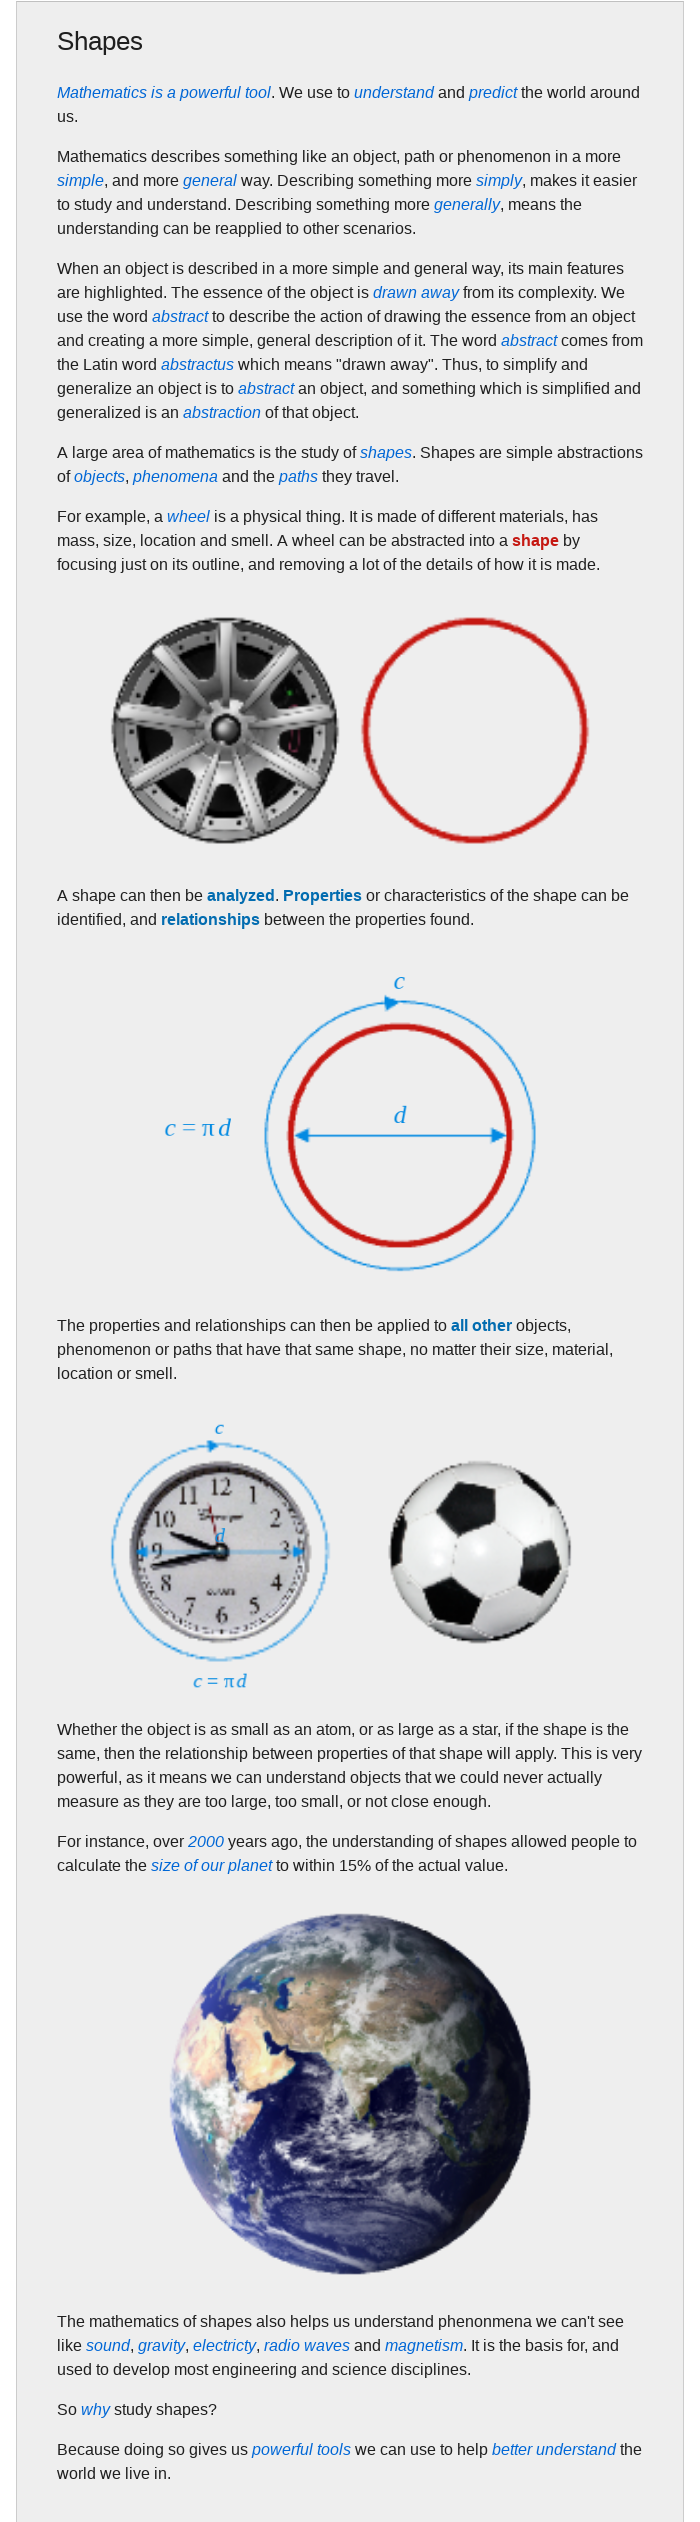 Shapes
Mathematics is a powerful tool. We use to understand and predict the world around
us.
Mathematics describes something like an object, path or phenomenon in a more
simple, and more general way. Describing something more simply, makes it easier
to study and understand. Describing something more generally, means the
understanding can be reapplied to other scenarios.
When an object is described in a more simple and general way, its main features
are highlighted. The essence of the object is drawn away from its complexity. We
use the word abstract to describe the action of drawing the essence from an object
and creating a more simple, general description of it. The word abstract comes from
the Latin word abstractus which means "drawn away". Thus, to simplify and
generalize an object is to abstract an object, and something which is simplified and
generalized is an abstraction of that object.
A large area of mathematics is the study of shapes. Shapes are simple abstractions
of objects, phenomena and the paths they travel.
For example, a wheel is a physical thing. It is made of different materials, has
mass, size, location and smell. A wheel can be abstracted into a shape by
focusing just on its outline, and removing a lot of the details of how it is made.
A shape can then be analyzed. Properties or characteristics of the shape can be
identified, and relationships between the properties found.
c
d
c = π d
The properties and relationships can then be applied to all other objects,
phenomenon or paths that have that same shape, no matter their size, material,
location or smell.
c
12
11 1
10 2
d
9 3
8 4
7 5
6
c = π d
Whether the object is as small as an atom, or as large as a star, if the shape is the
same, then the relationship between properties of that shape will apply. This is very
powerful, as it means we can understand objects that we could never actually
measure as they are too large, too small, or not close enough.
For instance, over 2000 years ago, the understanding of shapes allowed people to
calculate the size of our planet to within 15% of the actual value.
The mathematics of shapes also helps us understand phenonmena we can't see
like sound, gravity, electricty, radio waves and magnetism. It is the basis for, and
used to develop most engineering and science disciplines.
So why study shapes?
Because doing so gives us powerful tools we can use to help better understand the
world we live in.